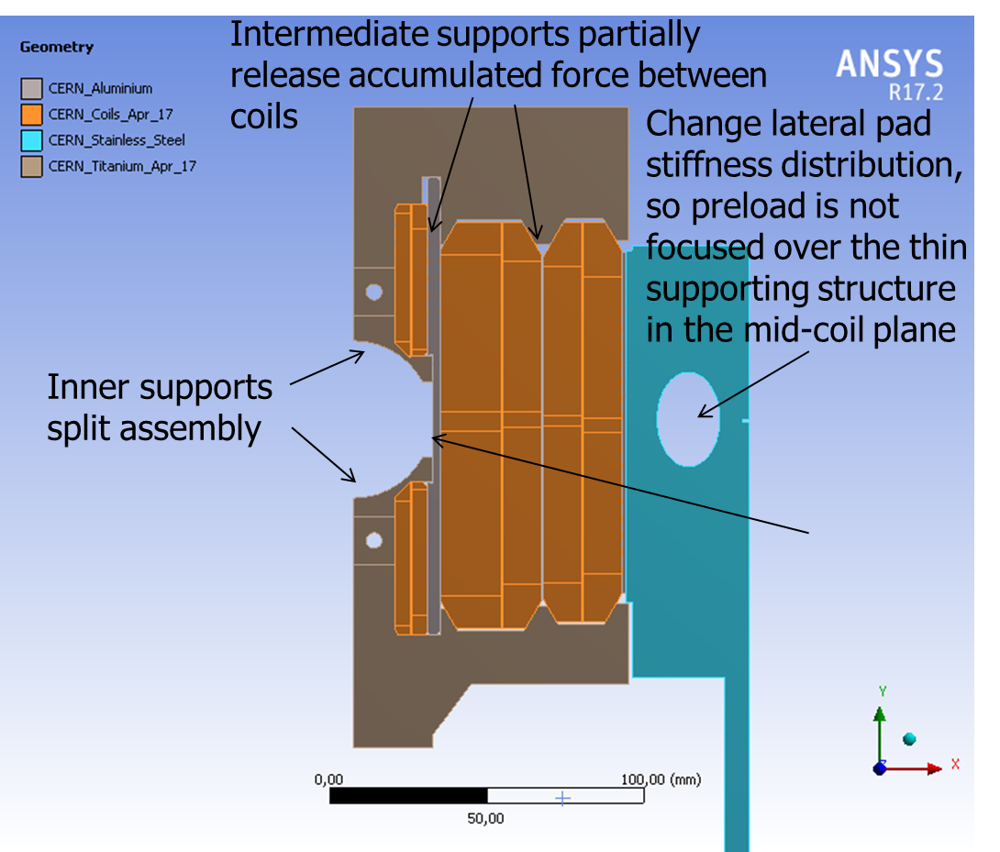 Geometry
CERN_Aluminium
CERN_Coils_Apr_17
CERN_Stainless_Steel
CERN_Titanium_Apr_17
Intermediate supports partially
release accumulated force between
coils
ANSYS
R17.2
Change lateral pad
stiffness distribution,
so preload is not
focused over the thin
supporting structure
in the mid-coil plane
Inner supports
split assembly
Y
X
Z
0,00
100,00 (mm)
50,00